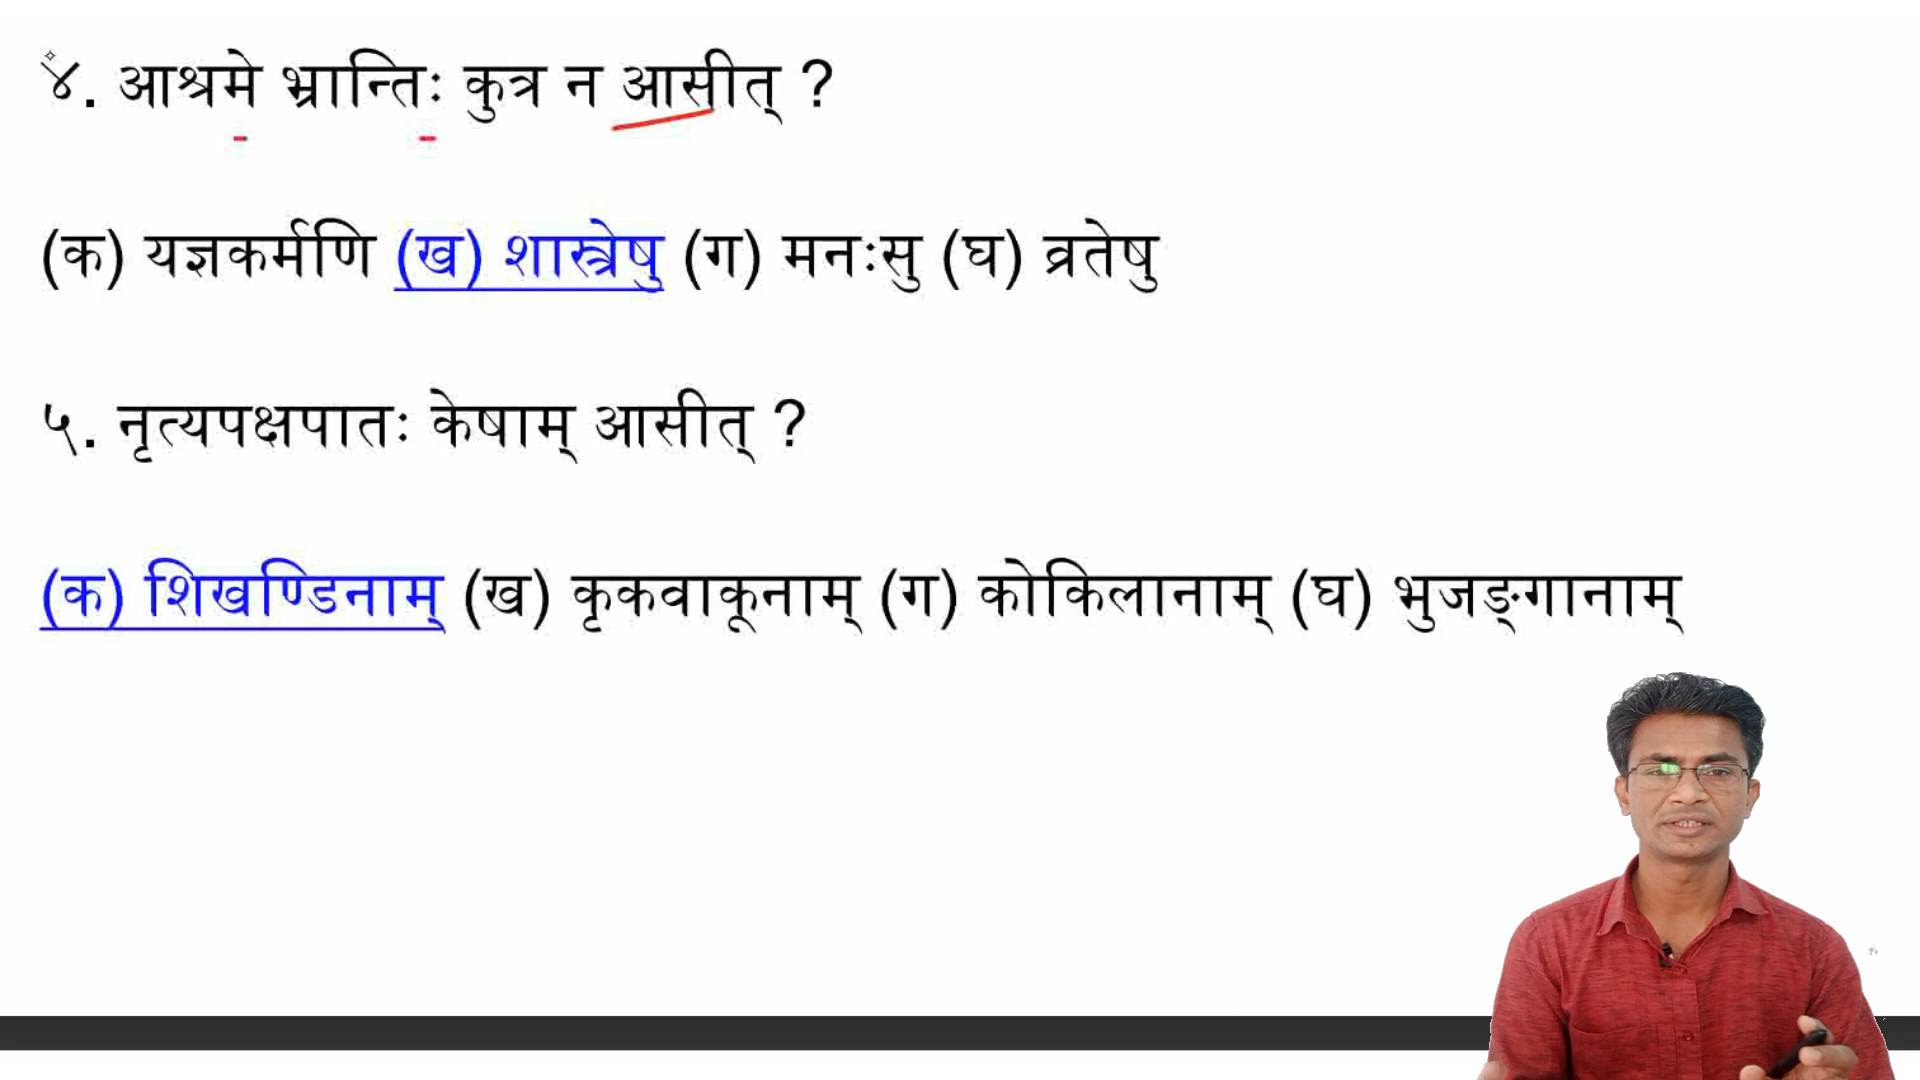 ४. आश्रमे भ्रान्तिः कुत्र न आसीत् ?
(क) यज्ञकर्मणि (ख) शास्त्रेषु (ग) मनःसु (घ) व्रतेषु
५. नृत्यपक्षपातः केषाम् आसीत् ?
(क) शिखण्डिनाम् (ख) कृकवाकूनाम् (ग) कोकिलानाम् (घ) भुजङ्गानाम्